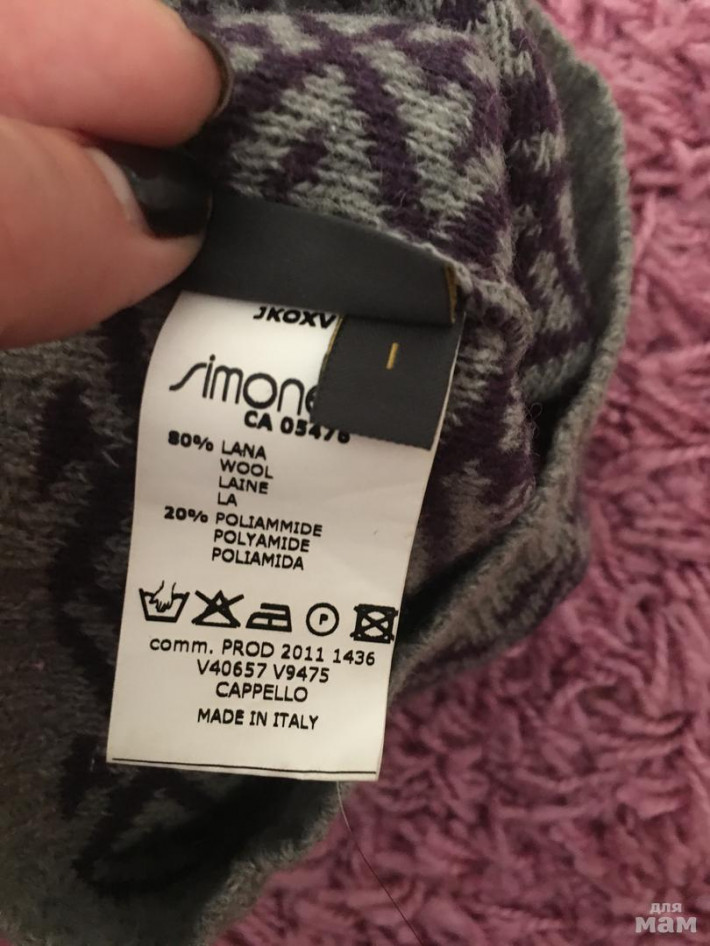 JKOXV
I
simone
CA 05476
80% LANA
WOOL
LAINE
LA
20% POLIAMMIDE
POLYAMIDE
POLIAMIDA
P
comm. PROD 2011 1436
V40657 V9475
CAPPELLO
MADE IN ITALY
для
мам